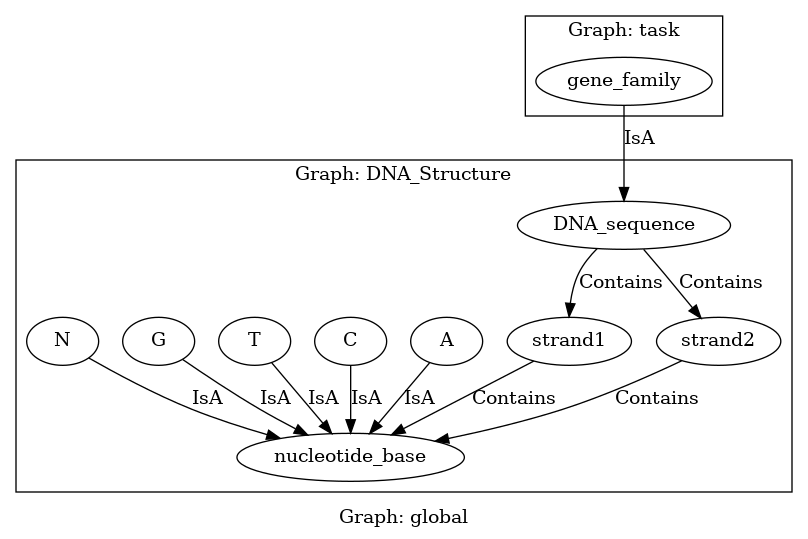 Graph: task
gene_family
IsA
Graph: DNA_Structure
DNA_sequence
Contains
Contains
N
G
T
C
A
strand1
strand2
IsA
IsA
IsA
IsA
IsA
Contains
Contains
nucleotide_base
Graph: global